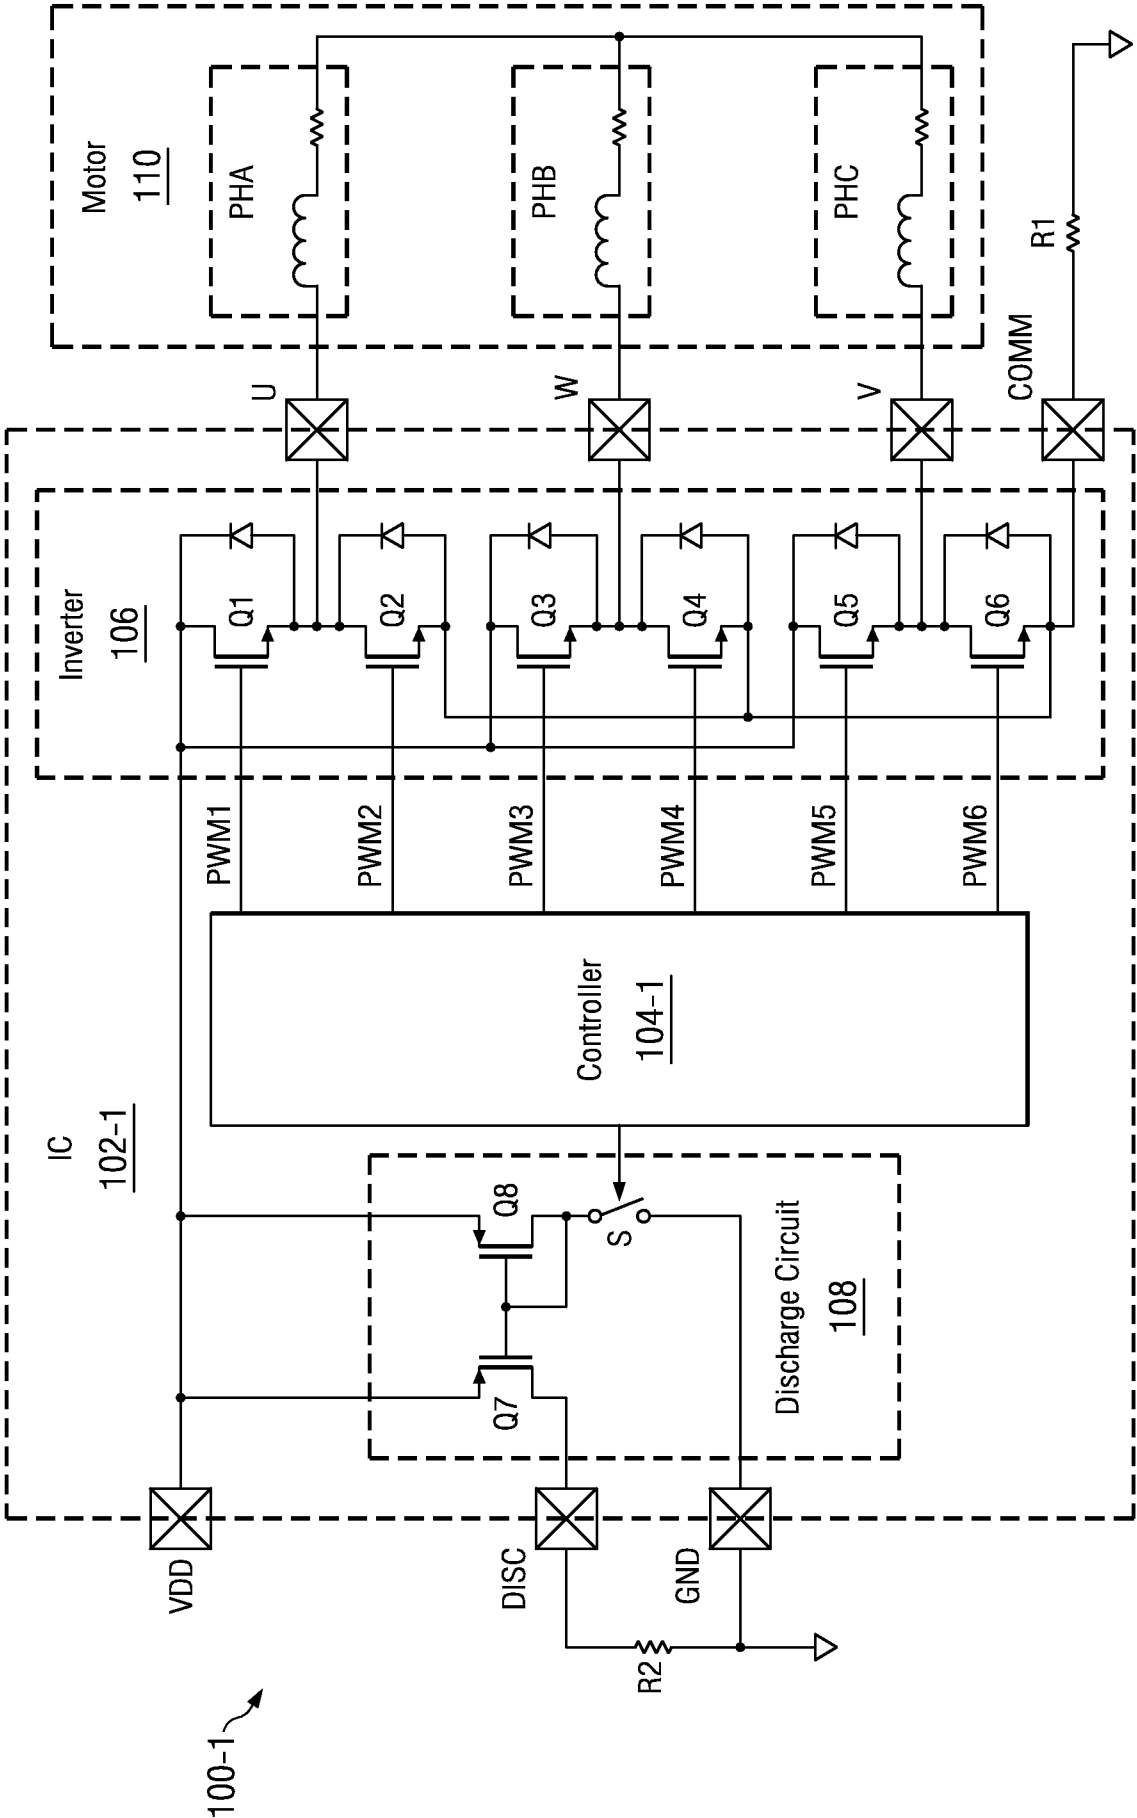 100-1
VDD
DISC
GND
R2
IC
102-1
Q7
Q8
S
Discharge Circuit
108
Controller
104-1
PWM1
PWM2
PWM3
PWM4
PWM5
PWM6
Inverter
106
Q1
Q2
Q3
Q4
Q5
Q6
U
W
V
COMM
R1
Motor
110
PHA
PHB
PHC